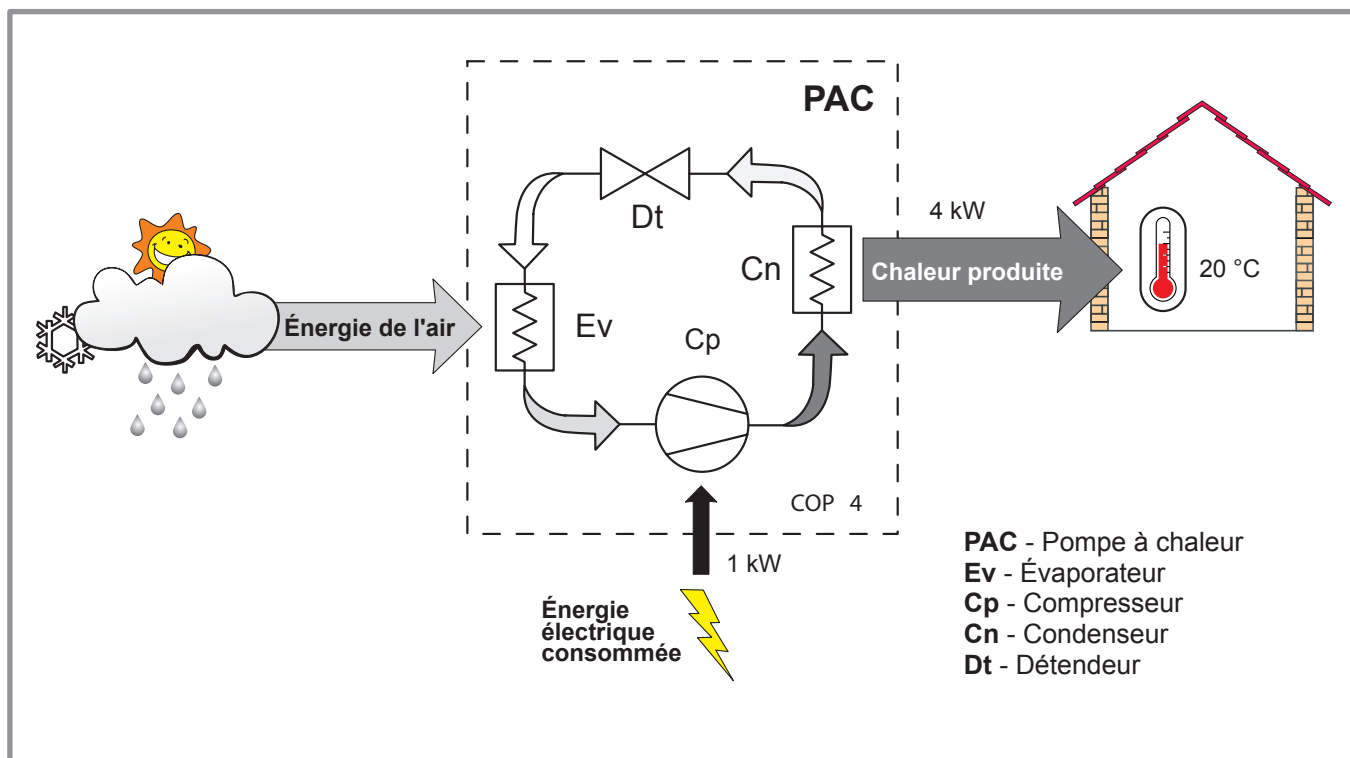 PAC
Dt
4 kW
Cn
Chaleur produite
20 °C
Énergie de l'air
Ev
Cp
COP 4
1 kW
Énergie
électrique
consommée
PAC - Pompe à chaleur
Ev - Évaporateur
Cp - Compresseur
Cn - Condenseur
Dt - Détendeur